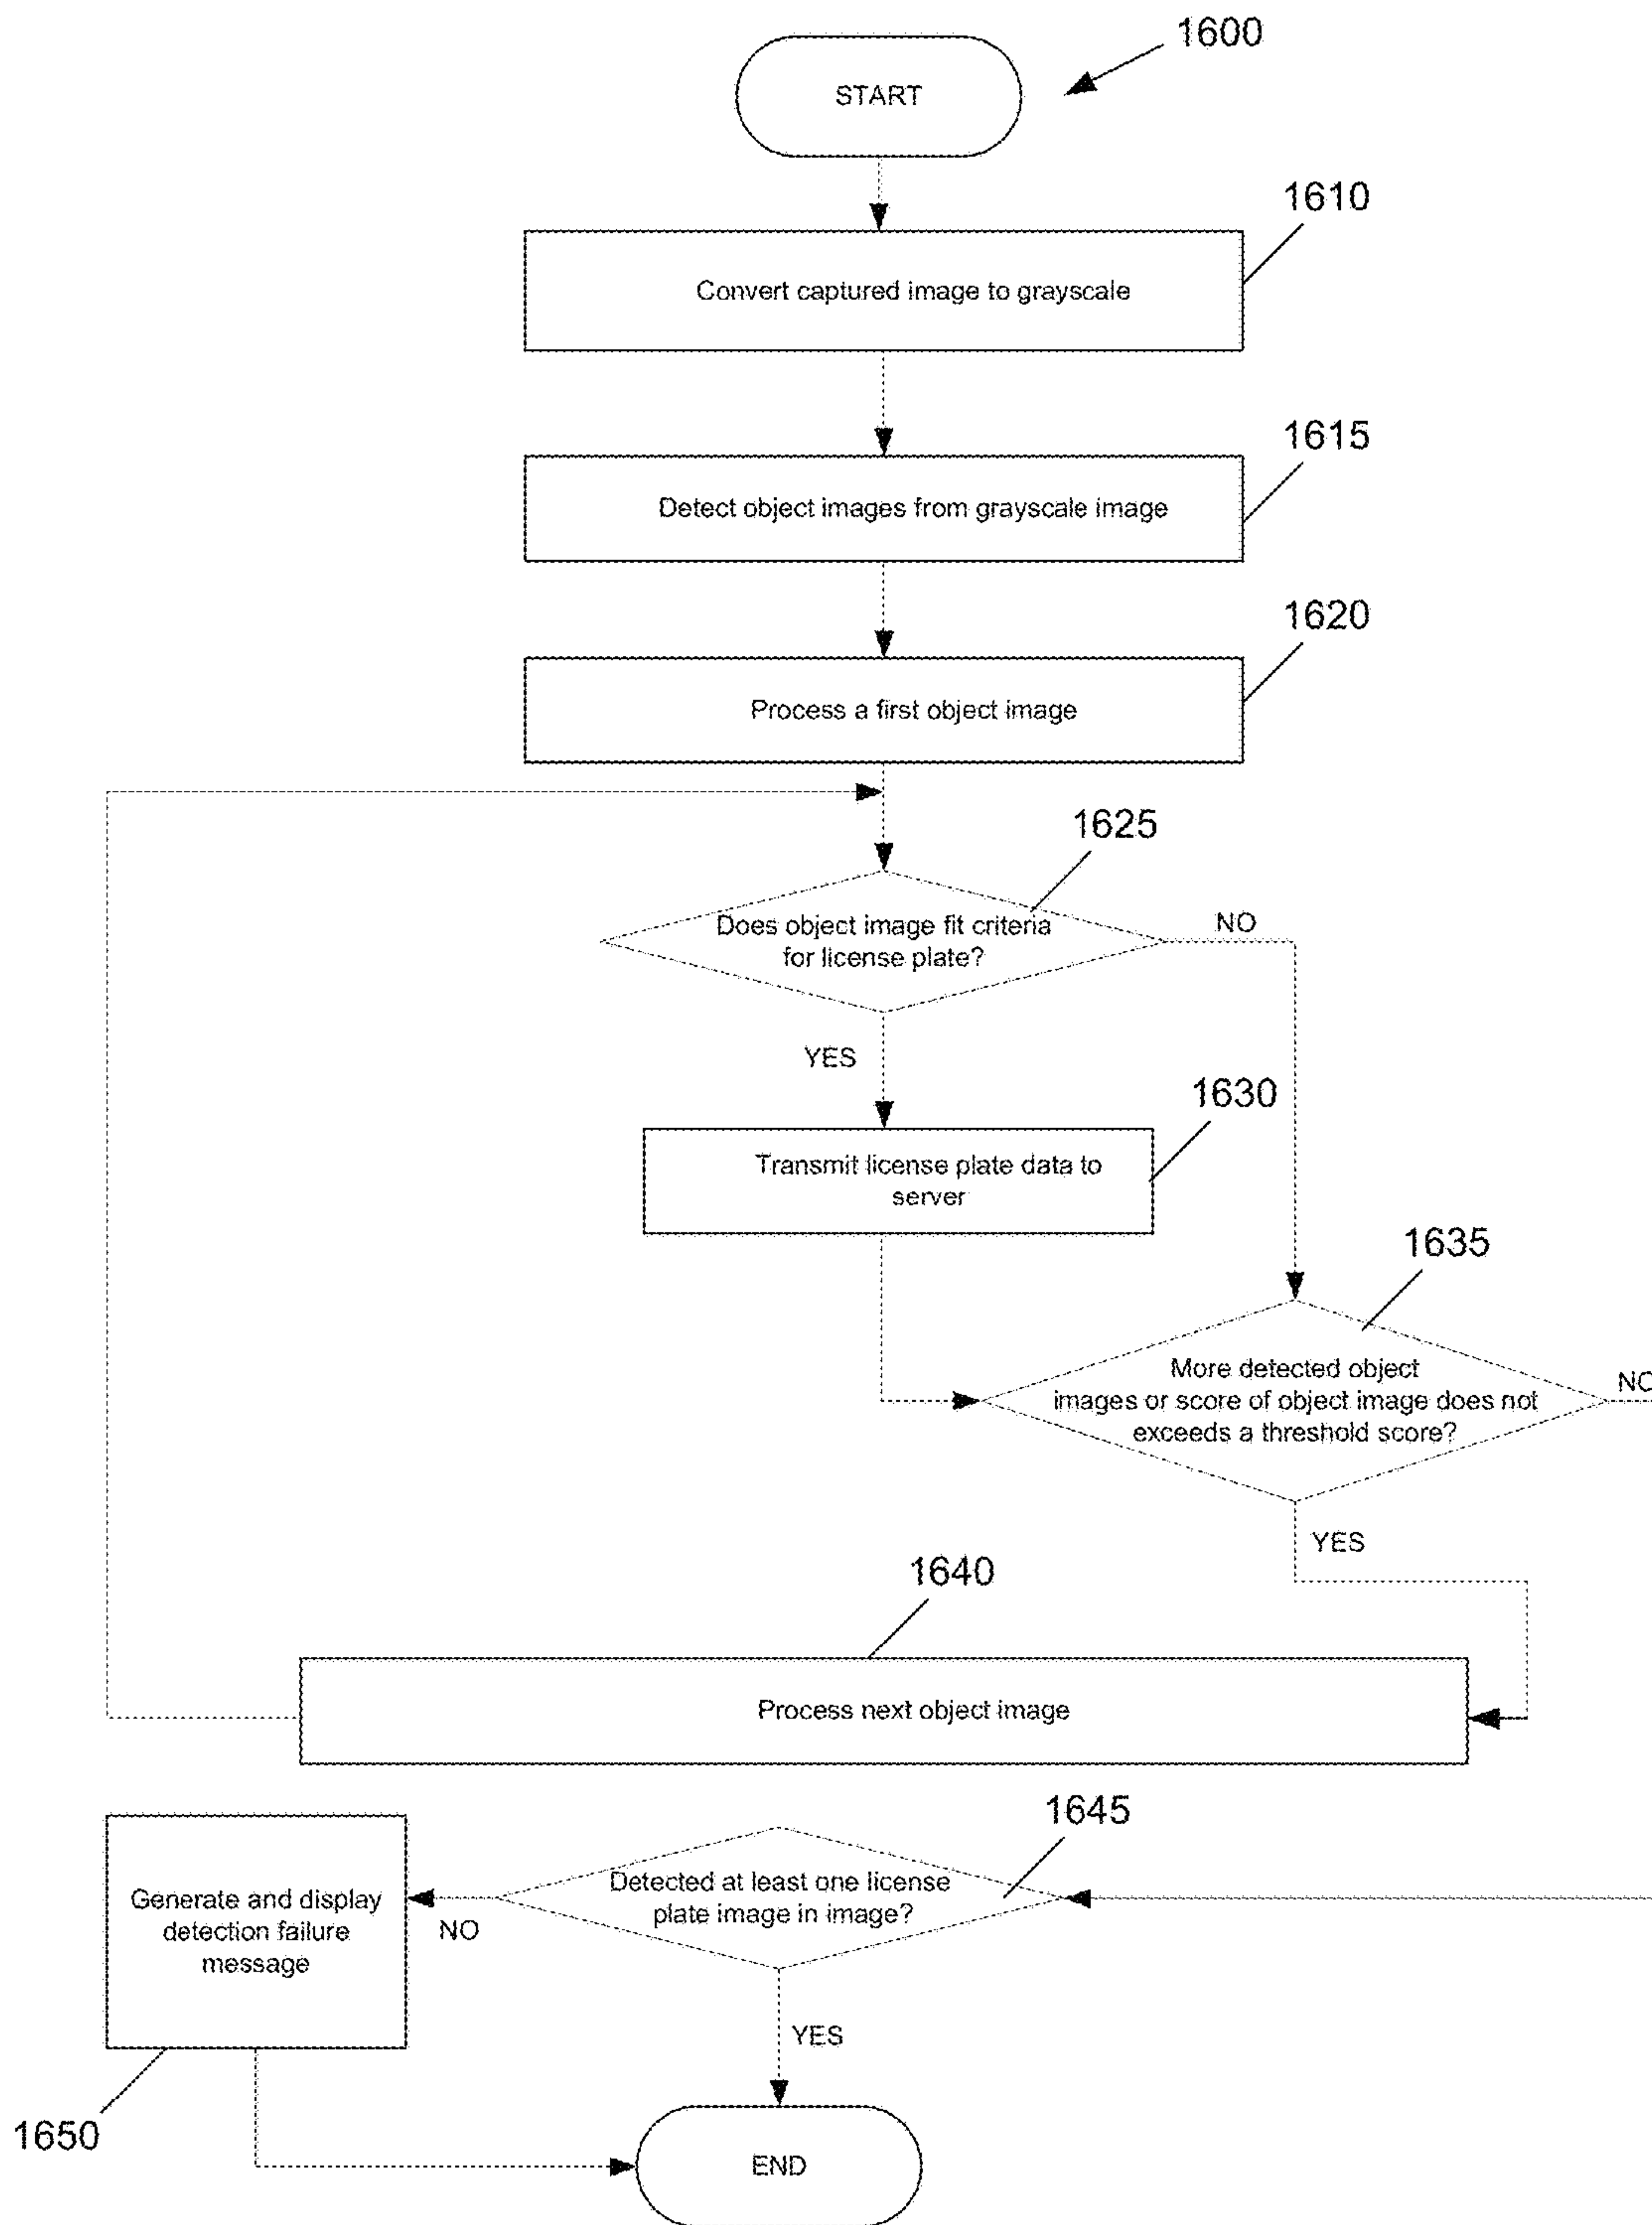 1600
START
1610
Convert captured image to grayscale
1615
Detect object images from grayscale image
1620
Process a first object image
1625
Does object image fit criteria
for license plate?
NO
YES
1630
Transmit license plate data to
server
1635
More detected object
images or score of object image does not
exceeds a threshold score?
NO
YES
1640
Process next object image
1645
Detected at least one license
plate image in image?
Generate and display
detection failure
message
NO
YES
1650
END